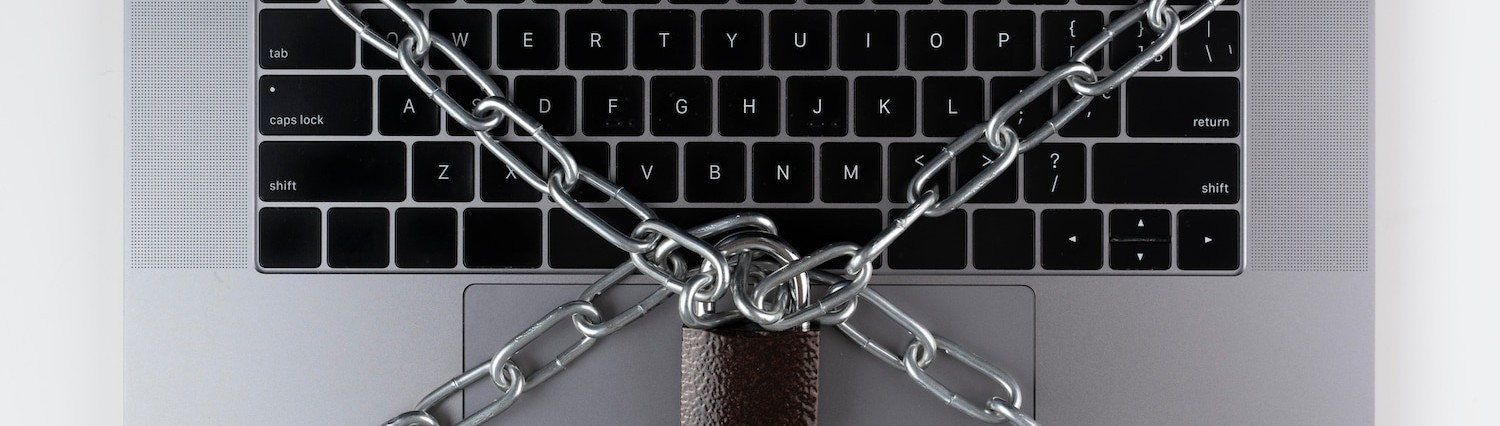 tab Q W E R T Y U I O P { [ } ] | \
caps lock A S D F G H J K L ; ' return
shift Z X V B N M < > ? / shift
◄ ▲ ▼ ►